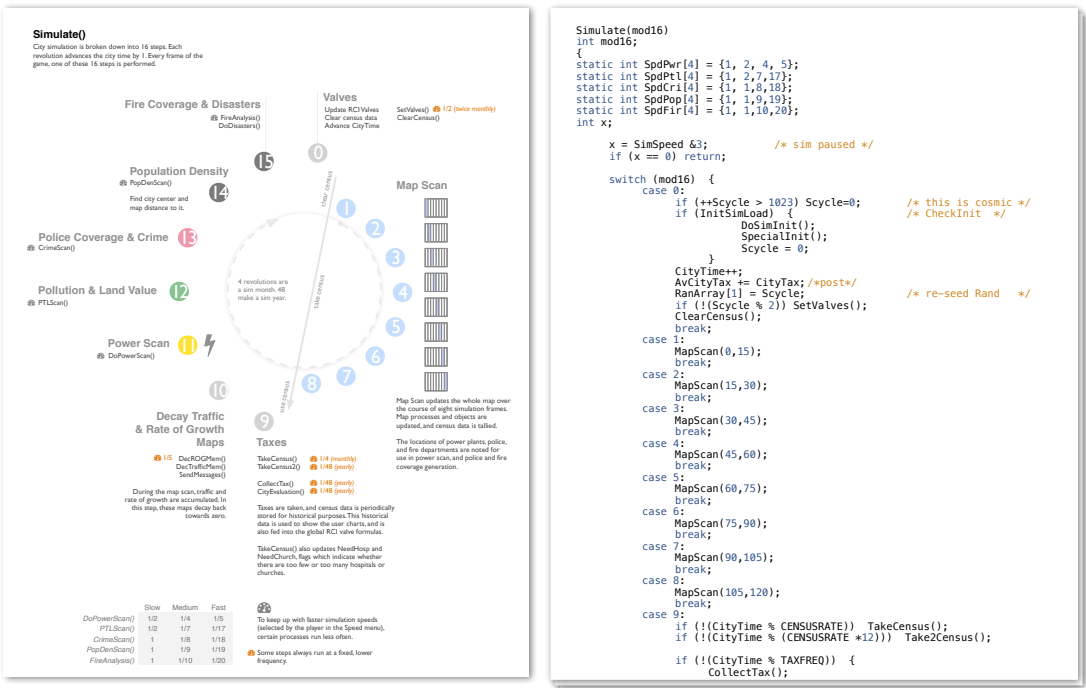 Simulate()
City simulation is broken down into 16 steps. Each
revolution advances the city time by 1. Every frame of the
game, one of these 16 steps is performed.
Fire Coverage & Disasters
FireAnalysis()
DoDisasters()
Valves
Update RCI Valves
Clear census data
Advance CityTime
SetValves() 1/2 (twice monthly)
ClearCensus()
15
0
Population Density
PopDenScan()
Find city center and
map distance to it.
14
Police Coverage & Crime
CrimeScan()
13
Pollution & Land Value
PTLScan()
12
Power Scan
DoPowerScan()
11
10
Decay Traffic
& Rate of Growth
Maps
1/5 DecROGMem()
DecTrafficMem()
SendMessages()
During the map scan, traffic and
rate of growth are accumulated. In
this step, these maps decay back
towards zero.
clear census
take census
use census
4 revolutions are
a sim month. 48
make a sim year.
1
2
3
4
5
6
7
8
9
Map Scan
Map Scan updates the whole map over
the course of eight simulation frames.
Map processes and objects are
updated, and census data is tallied.
The locations of power plants, police,
and fire departments are noted for
use in power scan, and police and fire
coverage generation.
Taxes
TakeCensus() 1/4 (monthly)
TakeCensus2() 1/48 (yearly)
CollectTax() 1/48 (yearly)
CityEvaluation() 1/48 (yearly)
Taxes are taken, and census data is periodically
stored for historical purposes. This historical
data is used to show the user charts, and is
also fed into the global RCI valve formulas.
TakeCensus() also updates NeedHosp and
NeedChurch, flags which indicate whether
there are too few or too many hospitals or
churches.
Slow Medium Fast
DoPowerScan() 1/2 1/4 1/5
PTLScan() 1/2 1/7 1/17
CrimeScan() 1 1/8 1/18
PopDenScan() 1 1/9 1/19
FireAnalysis() 1 1/10 1/20
To keep up with faster simulation speeds
(selected by the player in the Speed menu),
certain processes run less often.
Some steps always run at a fixed, lower
frequency.
Simulate(mod16)
int mod16;
{
static int SpdPwr[4] = {1, 2, 4, 5};
static int SpdPtl[4] = {1, 2,7,17};
static int SpdCri[4] = {1, 1,8,18};
static int SpdPop[4] = {1, 1,9,19};
static int SpdFir[4] = {1, 1,10,20};
int x;
x = SimSpeed &3; /* sim paused */
if (x == 0) return;
switch (mod16) {
case 0:
if (++Scycle > 1023) Scycle=0; /* this is cosmic */
if (InitSimLoad) { /* CheckInit */
DoSimInit();
SpecialInit();
Scycle = 0;
}
CityTime++;
AvCityTax += CityTax; /*post*/
RanArray[1] = Scycle; /* re-seed Rand */
if (!(Scycle % 2)) SetValves();
ClearCensus();
break;
case 1:
MapScan(0,15);
break;
case 2:
MapScan(15,30);
break;
case 3:
MapScan(30,45);
break;
case 4:
MapScan(45,60);
break;
case 5:
MapScan(60,75);
break;
case 6:
MapScan(75,90);
break;
case 7:
MapScan(90,105);
break;
case 8:
MapScan(105,120);
break;
case 9:
if (!(CityTime % CENSUSRATE)) TakeCensus();
if (!(CityTime % (CENSUSRATE *12))) Take2Census();
if (!(CityTime % TAXFREQ)) {
CollectTax();